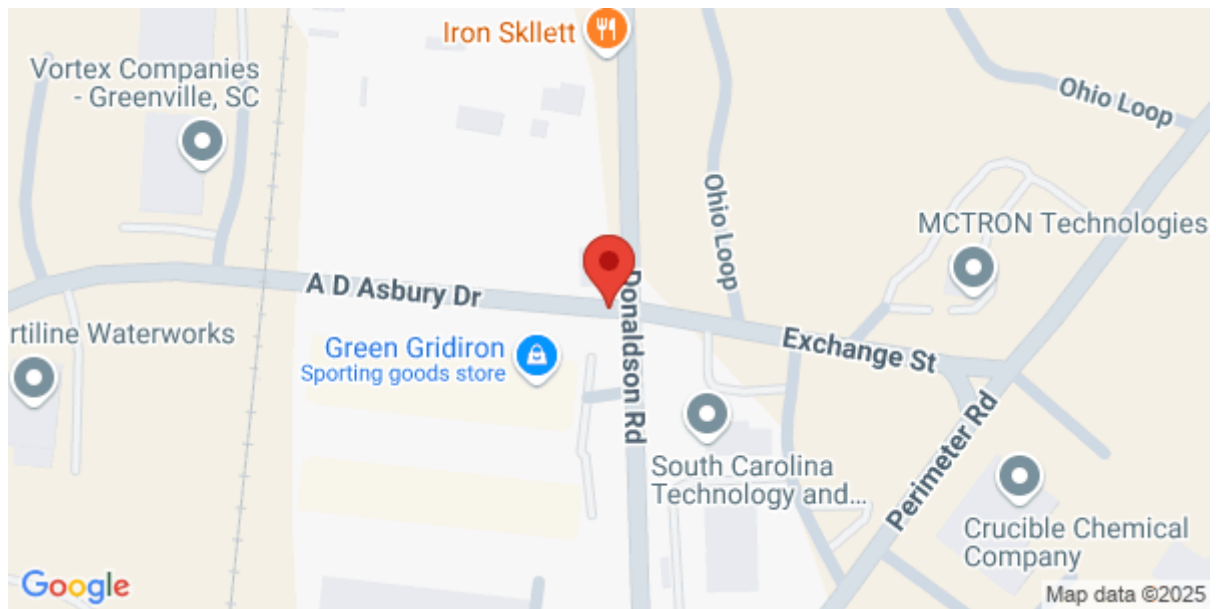 Iron Skllett
Vortex Companies
- Greenville, SC
Ohio Loop
Ohio Loop
MCTRON Technologies
A D Asbury Dr
Donaldson Rd
Exchange St
rtiline Waterworks
Green Gridiron
Sporting goods store
Perimeter Rd
South Carolina
Technology and...
Crucible Chemical
Company
Google
Map data ©2025